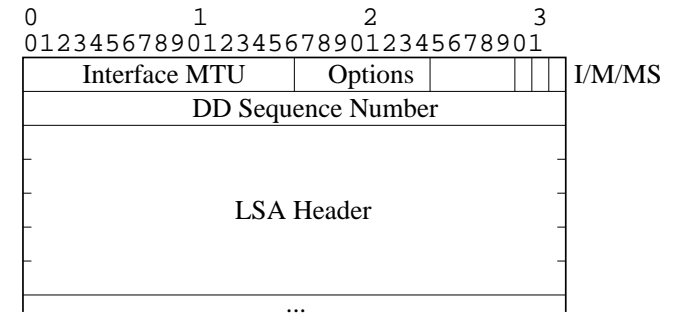 0 1 2 3
01234567890123456789012345678901
Interface MTU Options I/M/MS
DD Sequence Number
LSA Header
...